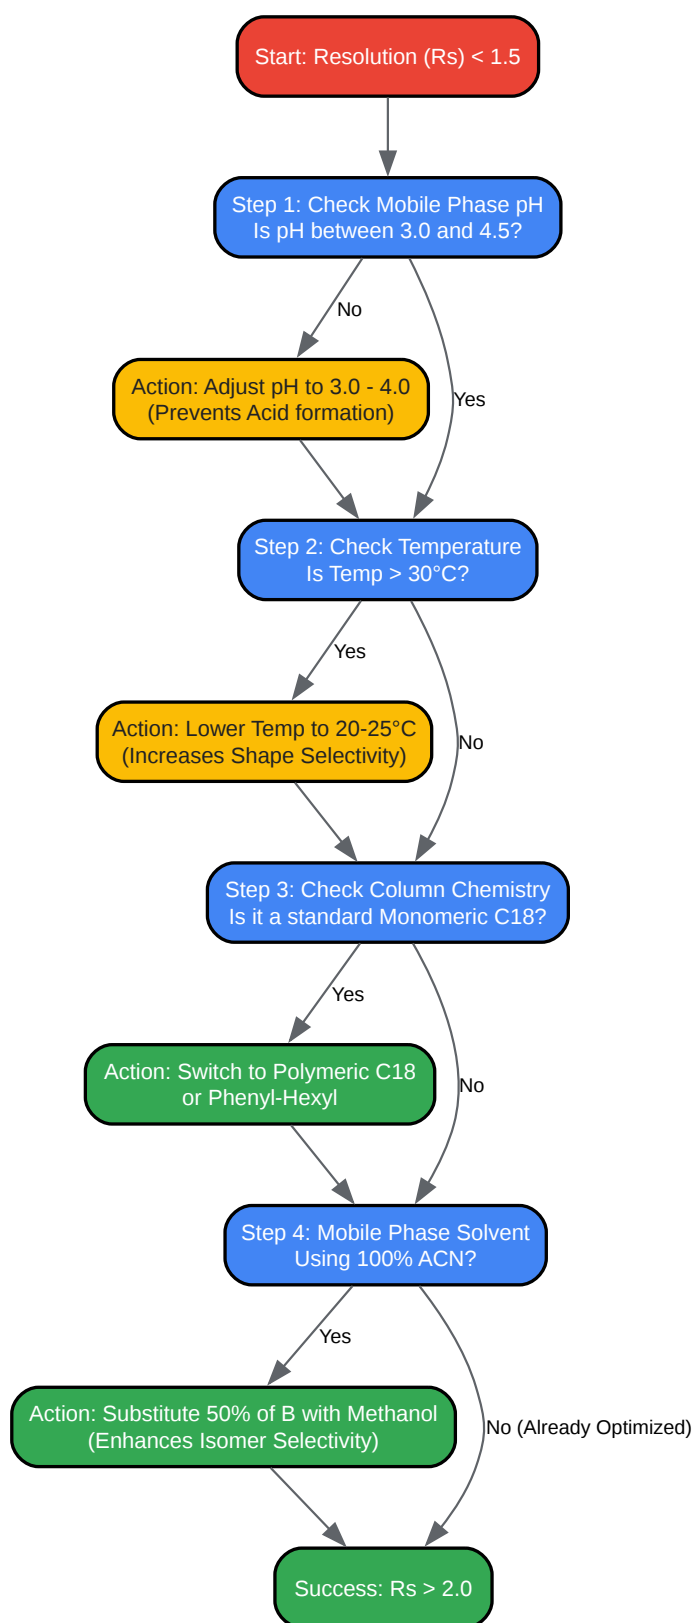 Start: Resolution (Rs) < 1.5
Step 1: Check Mobile Phase pH
Is pH between 3.0 and 4.5?
No
Action: Adjust pH to 3.0 - 4.0
(Prevents Acid formation)
Yes
Step 2: Check Temperature
Is Temp > 30°C?
Yes
Action: Lower Temp to 20-25°C
(Increases Shape Selectivity)
No
Step 3: Check Column Chemistry
Is it a standard Monomeric C18?
Yes
Action: Switch to Polymeric C18
or Phenyl-Hexyl
No
Step 4: Mobile Phase Solvent
Using 100% ACN?
Yes
Action: Substitute 50% of B with Methanol
(Enhances Isomer Selectivity)
No (Already Optimized)
Success: Rs > 2.0